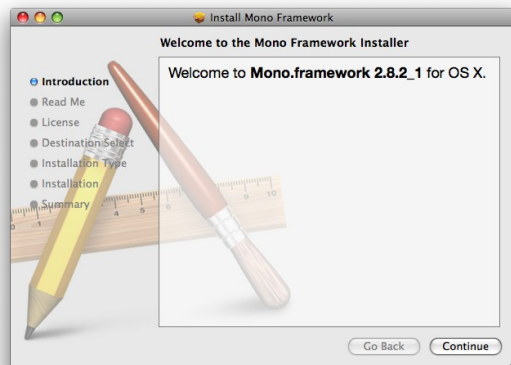 Install Mono Framework
Welcome to the Mono Framework Installer
Introduction
Read Me
License
Destination Select
Installation Type
Installation
Summary
Welcome to Mono.framework 2.8.2_1 for OS X.
Go Back
Continue